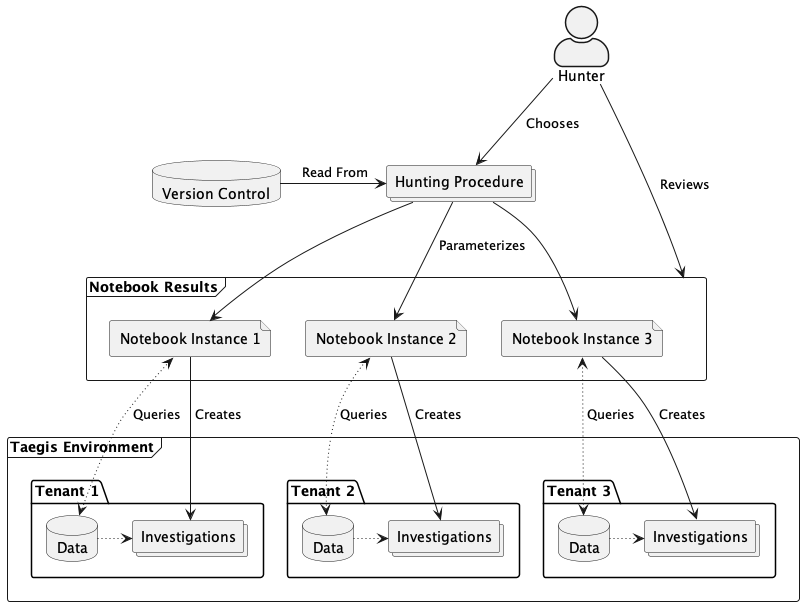 Hunter
Chooses
Read From
Version Control
Hunting Procedure
Reviews
Parameterizes
Notebook Results
Notebook Instance 1
Notebook Instance 2
Notebook Instance 3
Queries
Creates
Queries
Creates
Queries
Creates
Taegis Environment
Tenant 1
Tenant 2
Tenant 3
Data
Investigations
Data
Investigations
Data
Investigations